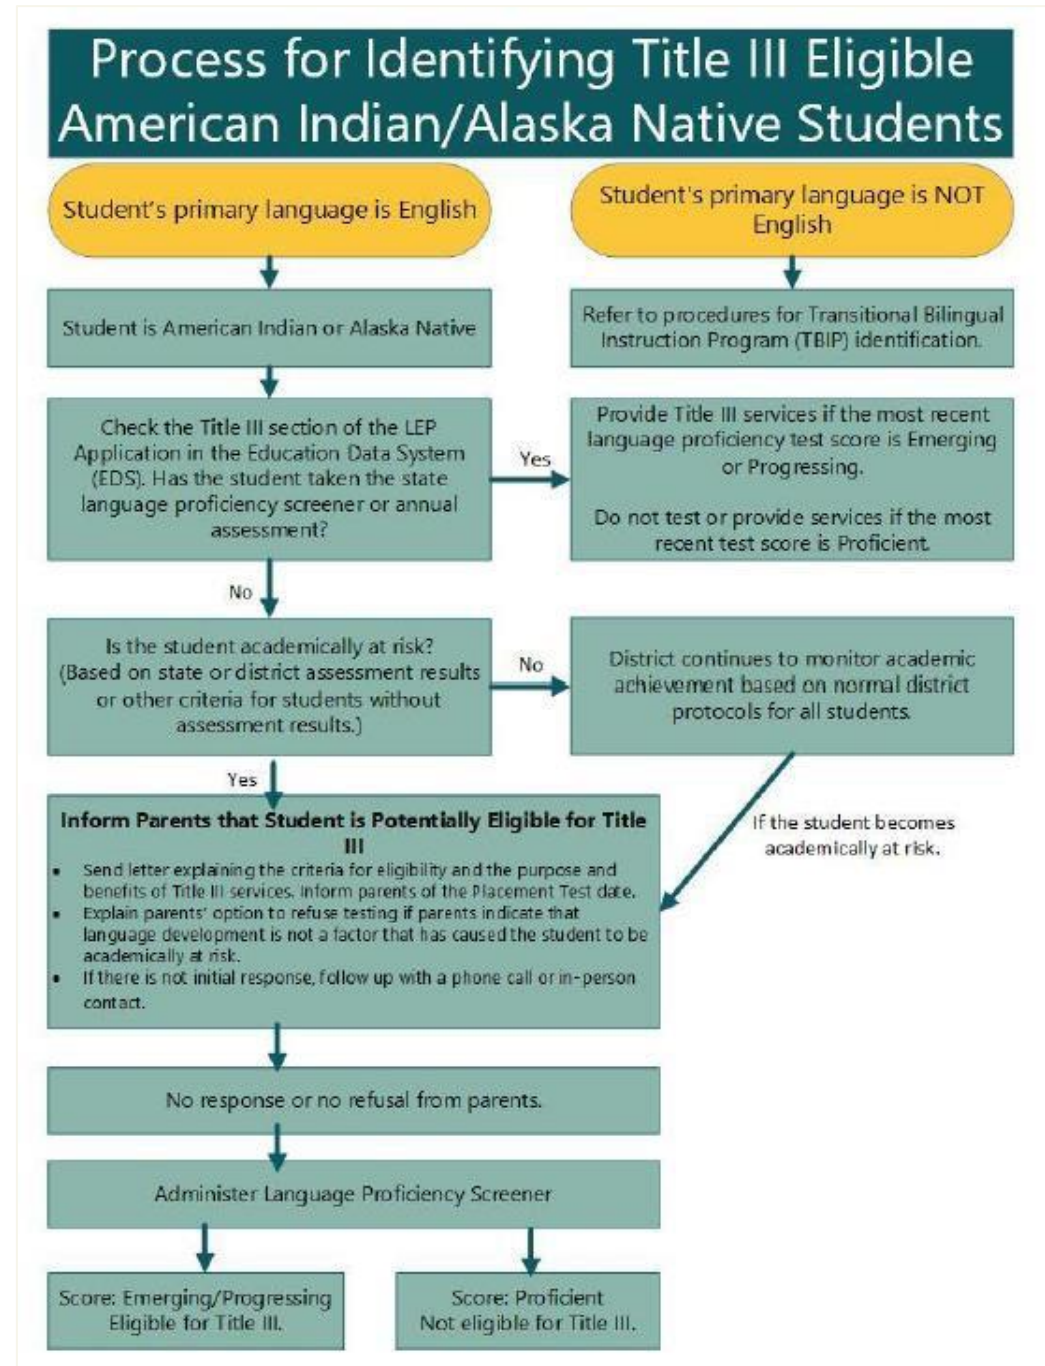 Process for Identifying Title III Eligible
American Indian/Alaska Native Students
Student's primary language is English
Student's primary language is NOT
English
Student is American Indian or Alaska Native
Refer to procedures for Transitional Bilingual
Instruction Program (TBIP) identification.
Check the Title III section of the LEP
Application in the Education Data System
(EDS). Has the student taken the state
language proficiency screener or annual
assessment?
Yes
Provide Title III services if the most recent
language proficiency test score is Emerging
or Progressing.
Do not test or provide services if the most
recent test score is Proficient.
No
Is the student academically at risk?
(Based on state or district assessment results
or other criteria for students without
assessment results.)
No
District continues to monitor academic
achievement based on normal district
protocols for all students.
Yes
If the student becomes
academically at risk.
Inform Parents that Student is Potentially Eligible for Title
III
• Send letter explaining the criteria for eligibility and the purpose and
benefits of Title III services. Inform parents of the Placement Test date.
• Explain parents' option to refuse testing if parents indicate that
language development is not a factor that has caused the student to be
academically at risk.
• If there is not initial response, follow up with a phone call or in-person
contact.
No response or no refusal from parents.
Administer Language Proficiency Screener
Score: Emerging/Progressing
Eligible for Title III.
Score: Proficient
Not eligible for Title III.